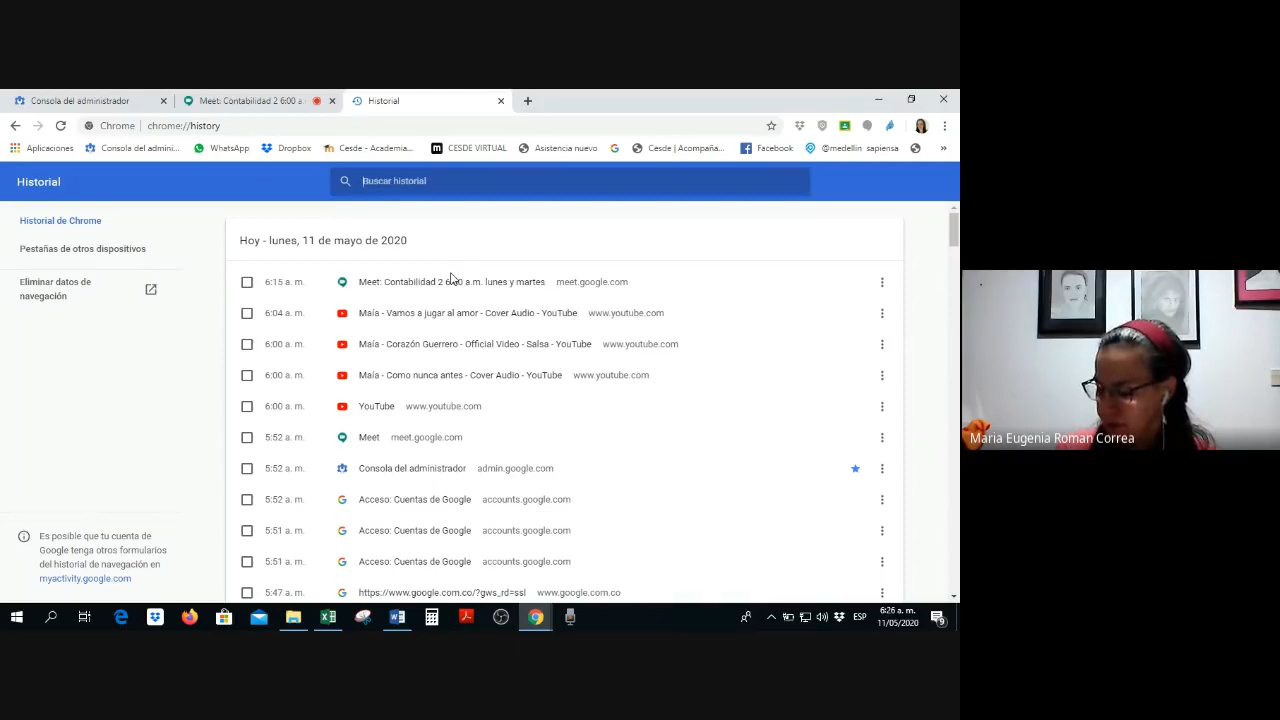 Consola del administrador
Meet: Contabilidad 2 6:00 a.
Historial
Chrome | chrome://history
Aplicaciones
Consola del admini...
WhatsApp
Dropbox
Cesde - Academia...
CESDE VIRTUAL
Asistencia nuevo
Cesde | Acompaña...
Facebook
@medellin_sapiensa
»
Historial
Buscar historial
Historial de Chrome
Pestañas de otros dispositivos
Eliminar datos de
navegación
Es posible que tu cuenta de
Google tenga otros formularios
del historial de navegación en
myactivity.google.com
Hoy - lunes, 11 de mayo de 2020
6:15 a. m. Meet: Contabilidad 2 6:00 a.m. lunes y martes meet.google.com
6:04 a. m. Maía - Vamos a jugar al amor - Cover Audio - YouTube www.youtube.com
6:00 a. m. Maía - Corazón Guerrero - Official Video - Salsa - YouTube www.youtube.com
6:00 a. m. Maía - Como nunca antes - Cover Audio - YouTube www.youtube.com
6:00 a. m. YouTube www.youtube.com
5:52 a. m. Meet meet.google.com
5:52 a. m. Consola del administrador admin.google.com
5:52 a. m. Acceso: Cuentas de Google accounts.google.com
5:51 a. m. Acceso: Cuentas de Google accounts.google.com
5:51 a. m. Acceso: Cuentas de Google accounts.google.com
5:47 a. m. https://www.google.com.co/?gws_rd=ssl www.google.com.co
Maria Eugenia Roman Correa
ESP
6:26 a. m.
11/05/2020
9